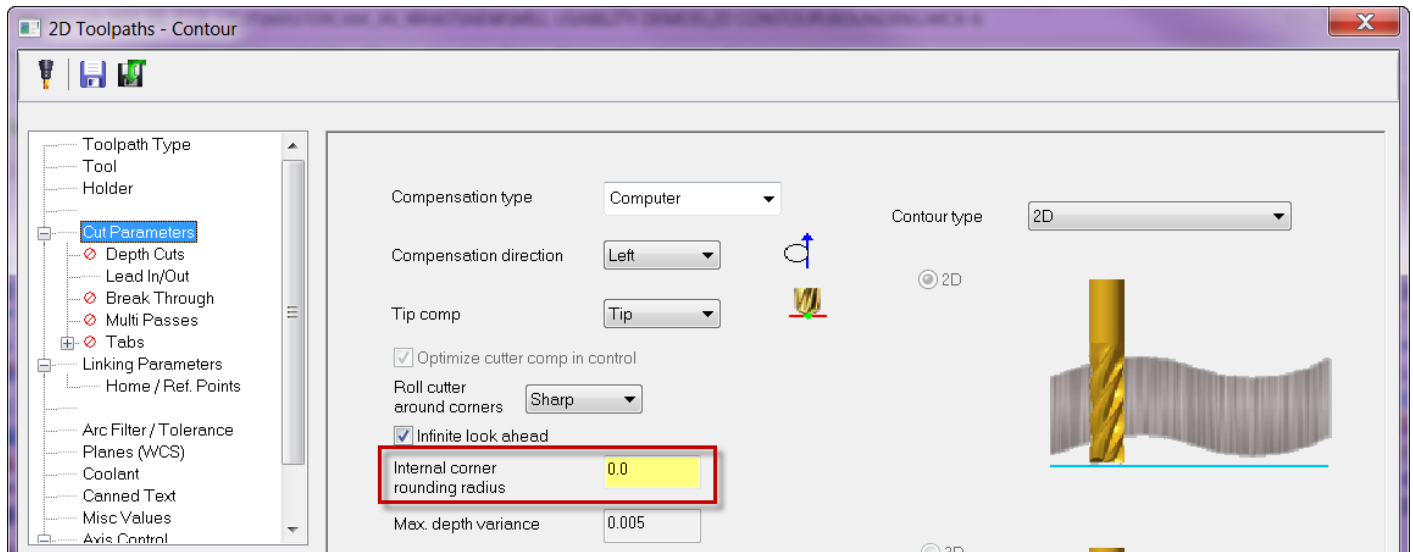 2D Toolpaths - Contour
Toolpath Type
Tool
Holder
Cut Parameters
Depth Cuts
Lead In/Out
Break Through
Multi Passes
Tabs
Linking Parameters
Home / Ref. Points
Arc Filter / Tolerance
Planes (WCS)
Coolant
Canned Text
Misc Values
Axis Control
Compensation type
Computer
Compensation direction
Left
Tip comp
Tip
Optimize cutter comp in control
Roll cutter
around corners
Sharp
Infinite look ahead
Internal corner
rounding radius
0.0
Max. depth variance
0.005
Contour type
2D
2D